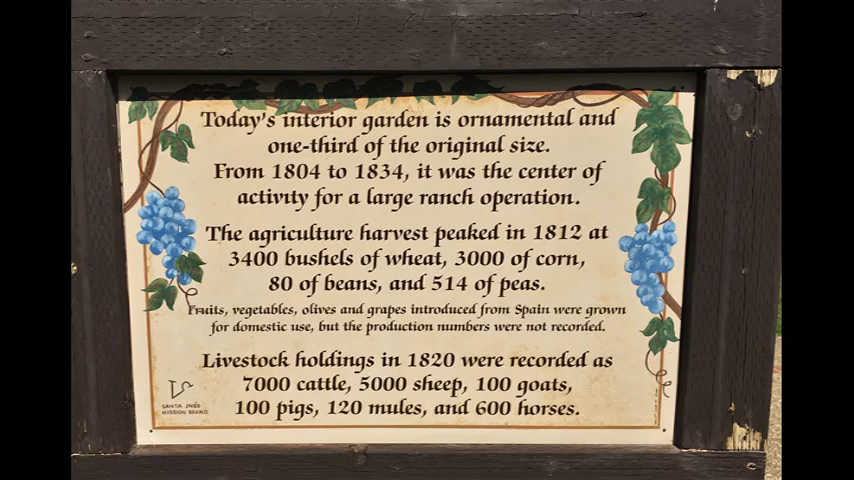 Today's interior garden is ornamental and
one-third of the original size.
From 1804 to 1834, it was the center of
activity for a large ranch operation.
The agriculture harvest peaked in 1812 at
3400 bushels of wheat, 3000 of corn,
80 of beans, and 514 of peas.
Fruits, vegetables, olives and grapes introduced from Spain were grown
for domestic use, but the production numbers were not recorded.
Livestock holdings in 1820 were recorded as
7000 cattle, 5000 sheep, 100 goats,
100 pigs, 120 mules, and 600 horses.
SANTA INÉS
MISSION BRAND